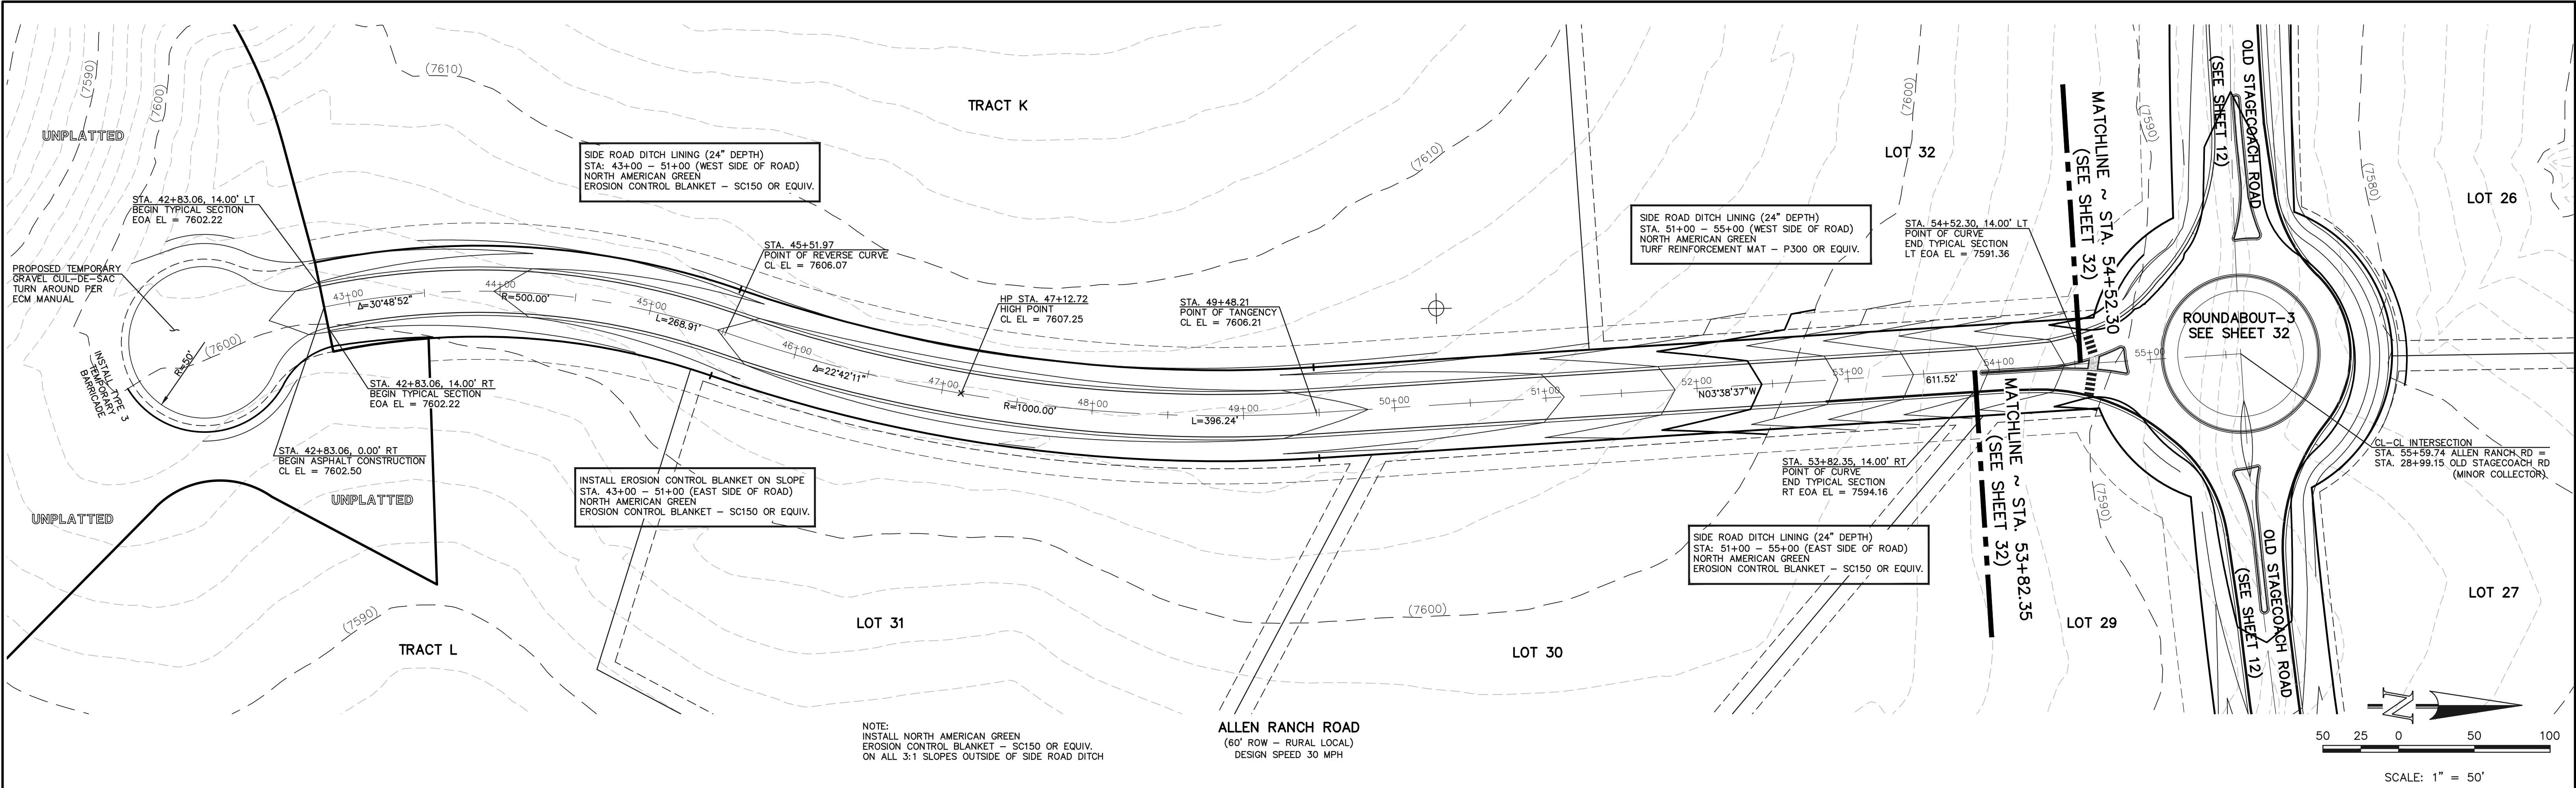 UNPLATTED
(7590)
(7600)
(7610)
TRACT K
SIDE ROAD DITCH LINING (24" DEPTH)
STA: 43+00 – 51+00 (WEST SIDE OF ROAD)
NORTH AMERICAN GREEN
EROSION CONTROL BLANKET – SC150 OR EQUIV.
STA. 42+83.06, 14.00' LT
BEGIN TYPICAL SECTION
EOA EL = 7602.22
PROPOSED TEMPORARY
GRAVEL CUL-DE-SAC
TURN AROUND PER
ECM MANUAL
R=50'
(7600)
INSTALL TYPE 3
TEMPORARY
BARRICADE
STA. 42+83.06, 14.00' RT
BEGIN TYPICAL SECTION
EOA EL = 7602.22
STA. 42+83.06, 0.00' RT
BEGIN ASPHALT CONSTRUCTION
CL EL = 7602.50
UNPLATTED
UNPLATTED
(7590)
TRACT L
43+00
Δ=30°48'52"
44+00
R=500.00'
45+00
L=268.91'
STA. 45+51.97
POINT OF REVERSE CURVE
CL EL = 7606.07
46+00
Δ=22°42'11"
47+00
HP STA. 47+12.72
HIGH POINT
CL EL = 7607.25
R=1000.00'
48+00
STA. 49+48.21
POINT OF TANGENCY
CL EL = 7606.21
49+00
L=396.24'
50+00
51+00
52+00
N03°38'37"W
53+00
611.52'
54+00
55+00
INSTALL EROSION CONTROL BLANKET ON SLOPE
STA. 43+00 – 51+00 (EAST SIDE OF ROAD)
NORTH AMERICAN GREEN
EROSION CONTROL BLANKET – SC150 OR EQUIV.
LOT 31
LOT 30
(7600)
(7610)
LOT 32
(7600)
SIDE ROAD DITCH LINING (24" DEPTH)
STA. 51+00 – 55+00 (WEST SIDE OF ROAD)
NORTH AMERICAN GREEN
TURF REINFORCEMENT MAT – P300 OR EQUIV.
STA. 54+52.30, 14.00' LT
POINT OF CURVE
END TYPICAL SECTION
LT EOA EL = 7591.36
MATCHLINE ~ STA. 54+52.30
(SEE SHEET 32)
(7590)
STA. 53+82.35, 14.00' RT
POINT OF CURVE
END TYPICAL SECTION
RT EOA EL = 7594.16
SIDE ROAD DITCH LINING (24" DEPTH)
STA: 51+00 – 55+00 (EAST SIDE OF ROAD)
NORTH AMERICAN GREEN
EROSION CONTROL BLANKET – SC150 OR EQUIV.
MATCHLINE ~ STA. 53+82.35
(SEE SHEET 32)
(7590)
LOT 29
OLD STAGECOACH ROAD
(SEE SHEET 12)
ROUNDABOUT-3
SEE SHEET 32
(7580)
LOT 26
CL-CL INTERSECTION
STA. 55+59.74 ALLEN RANCH RD =
STA. 28+99.15 OLD STAGECOACH RD
(MINOR COLLECTOR)
OLD STAGECOACH ROAD
(SEE SHEET 12)
LOT 27
NOTE:
INSTALL NORTH AMERICAN GREEN
EROSION CONTROL BLANKET – SC150 OR EQUIV.
ON ALL 3:1 SLOPES OUTSIDE OF SIDE ROAD DITCH
ALLEN RANCH ROAD
(60' ROW – RURAL LOCAL)
DESIGN SPEED 30 MPH
N
50 25 0 50 100
SCALE: 1" = 50'